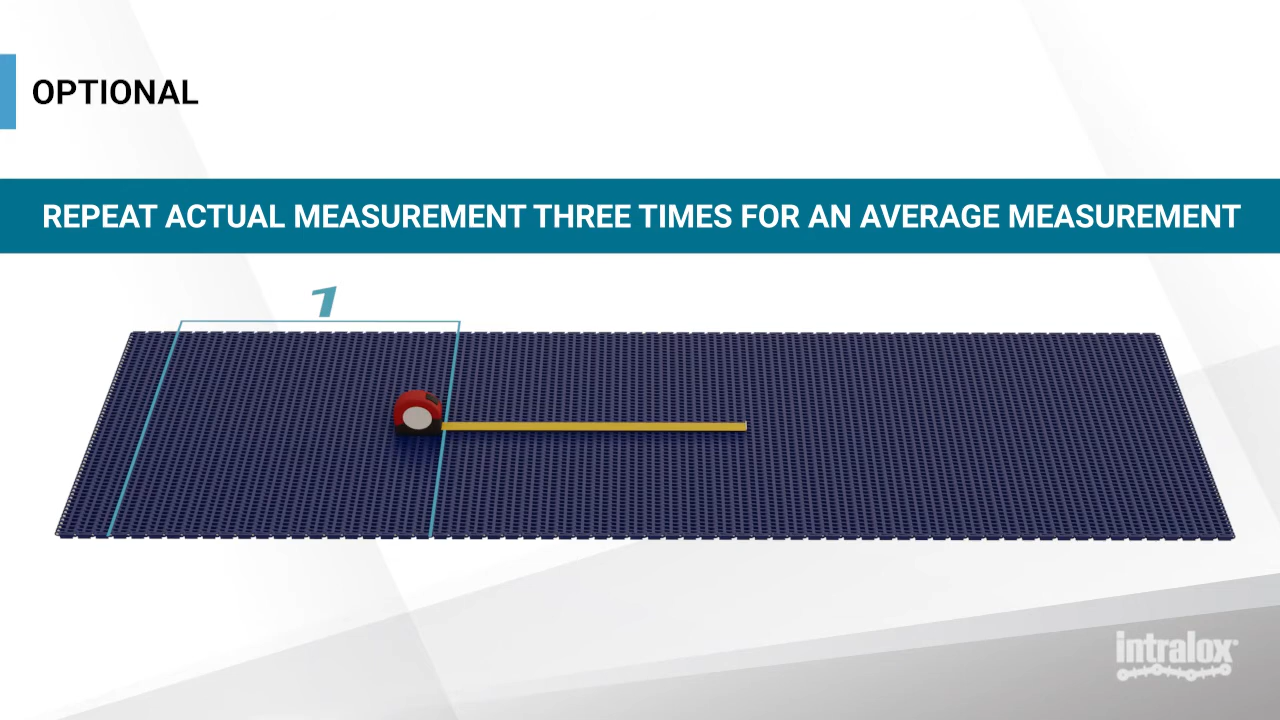 OPTIONAL
REPEAT ACTUAL MEASUREMENT THREE TIMES FOR AN AVERAGE MEASUREMENT
1
intralox